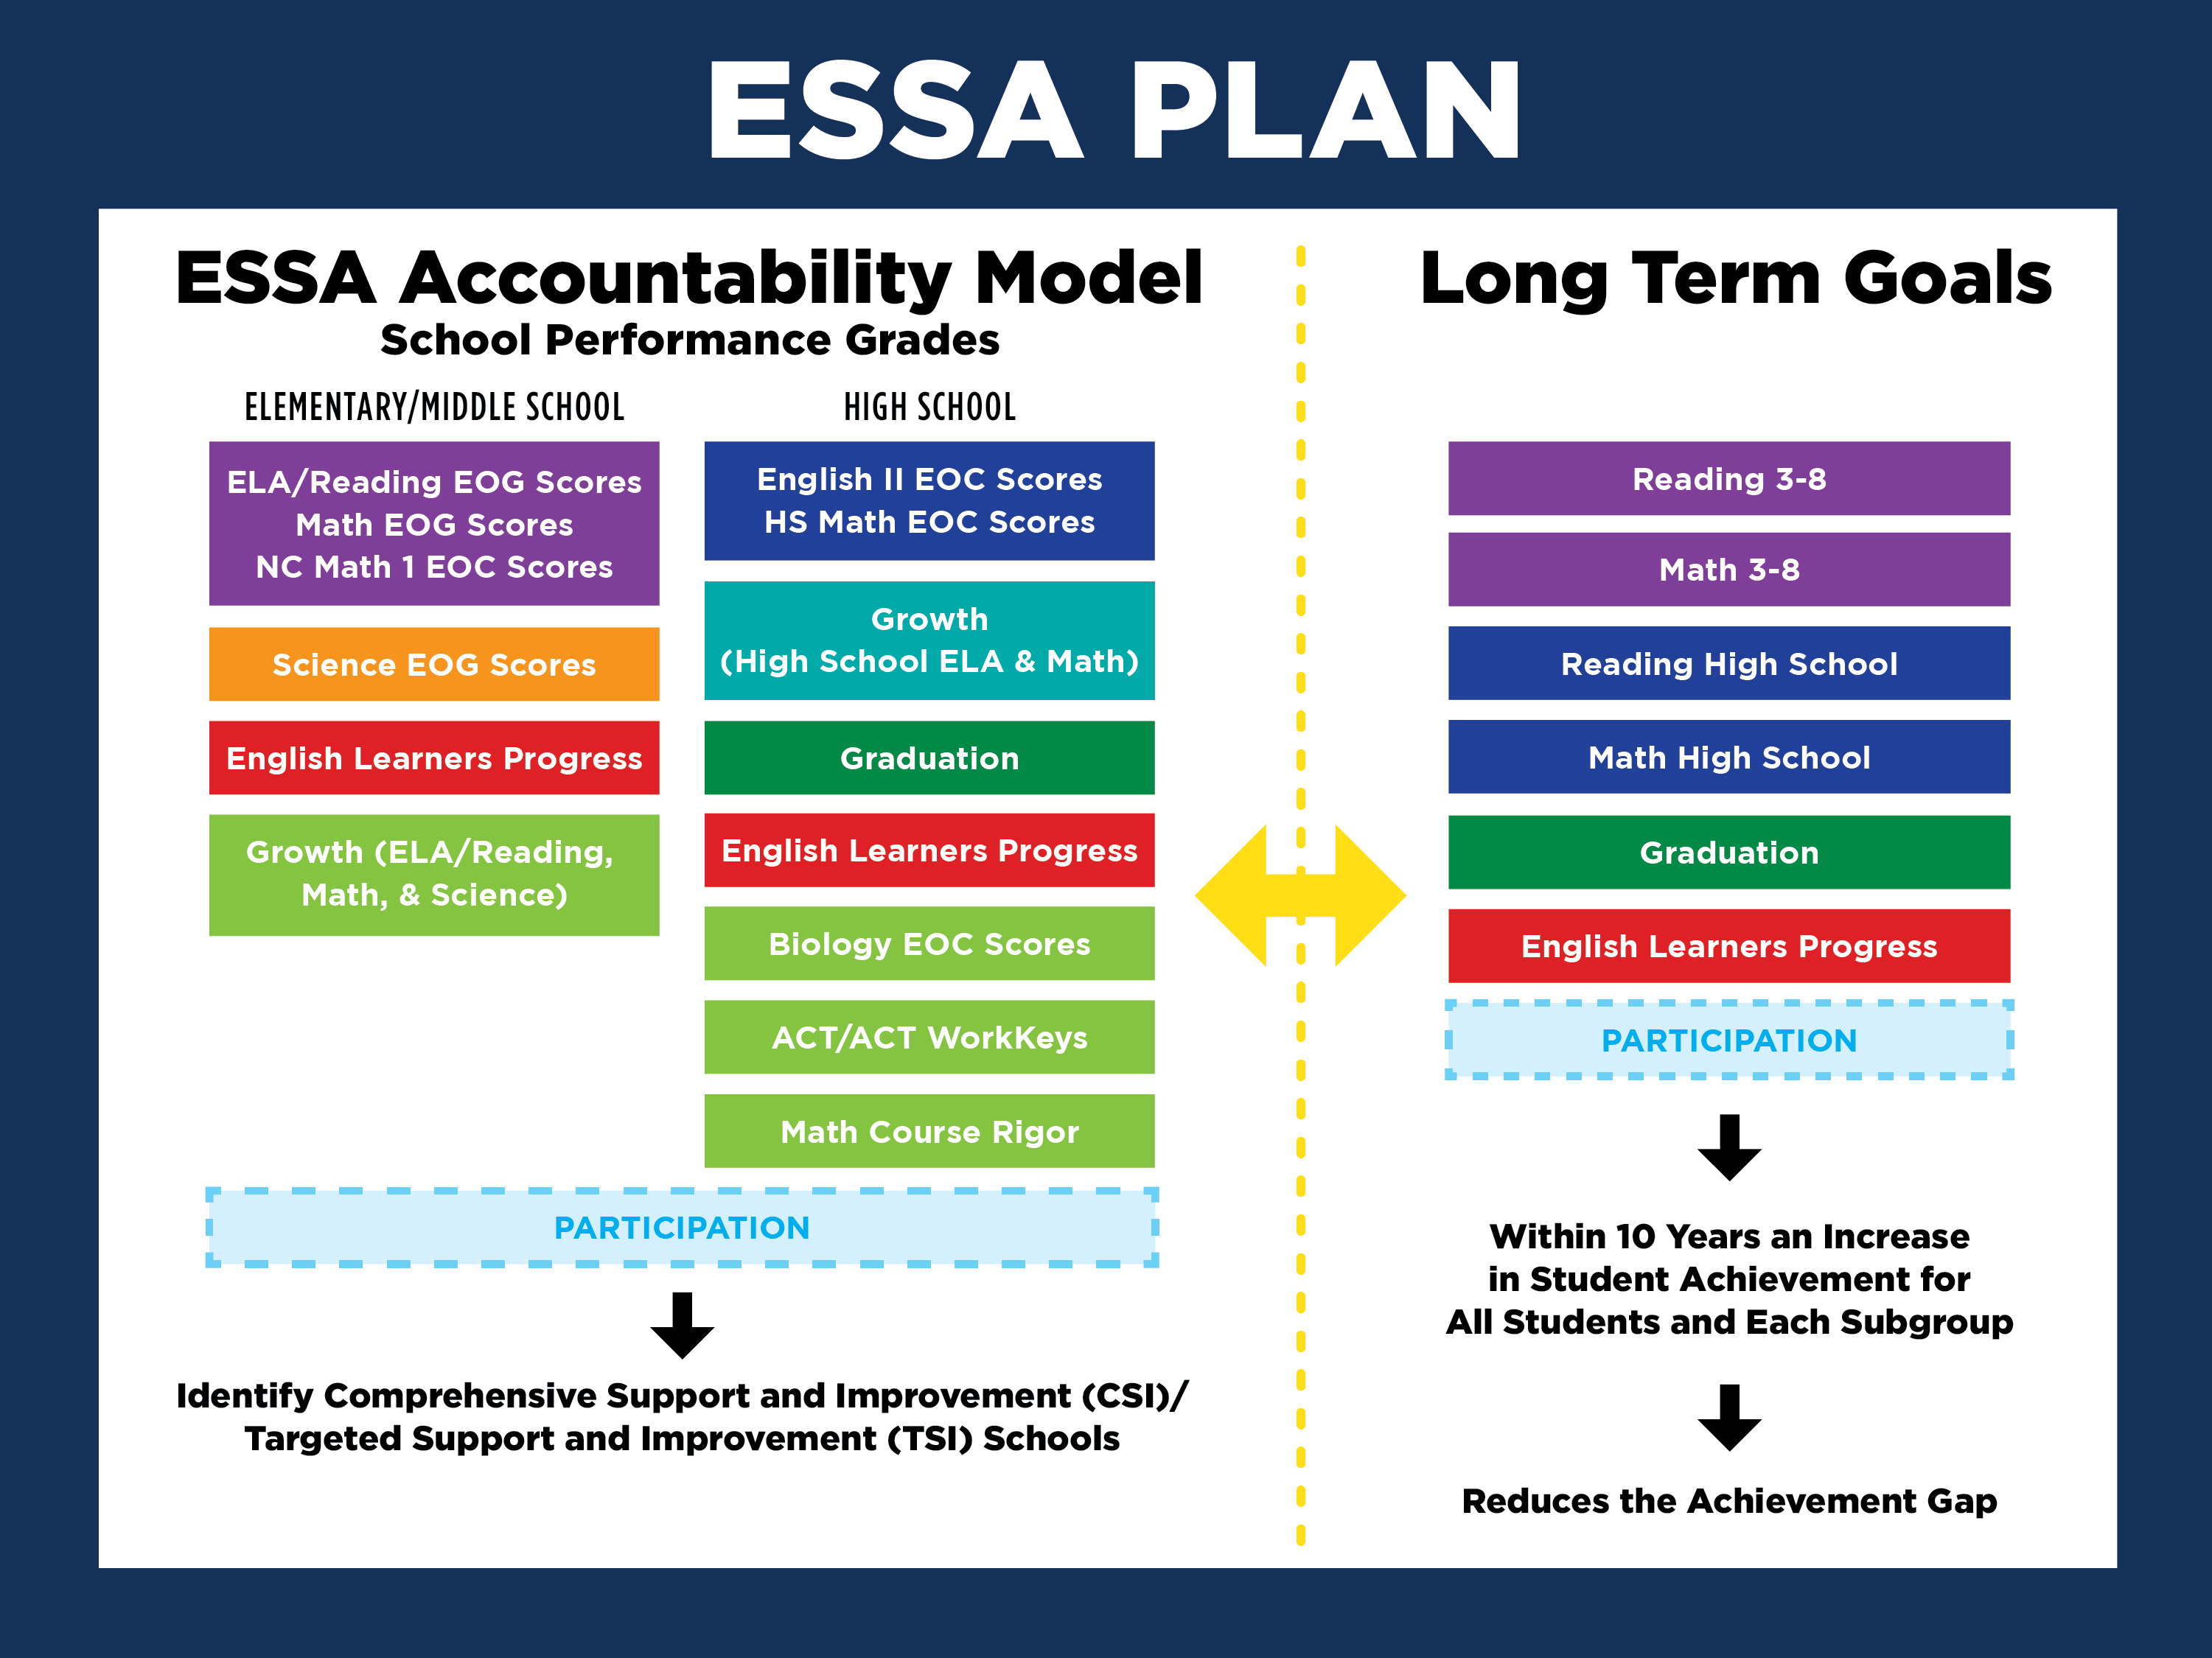 ESSA PLAN
ESSA Accountability Model
School Performance Grades
ELEMENTARY/MIDDLE SCHOOL
ELA/Reading EOG Scores
Math EOG Scores
NC Math 1 EOC Scores
Science EOG Scores
English Learners Progress
Growth (ELA/Reading,
Math, & Science)
HIGH SCHOOL
English II EOC Scores
HS Math EOC Scores
Growth
(High School ELA & Math)
Graduation
English Learners Progress
Biology EOC Scores
ACT/ACT WorkKeys
Math Course Rigor
PARTICIPATION
Identify Comprehensive Support and Improvement (CSI)/
Targeted Support and Improvement (TSI) Schools
Long Term Goals
Reading 3-8
Math 3-8
Reading High School
Math High School
Graduation
English Learners Progress
PARTICIPATION
Within 10 Years an Increase
in Student Achievement for
All Students and Each Subgroup
Reduces the Achievement Gap